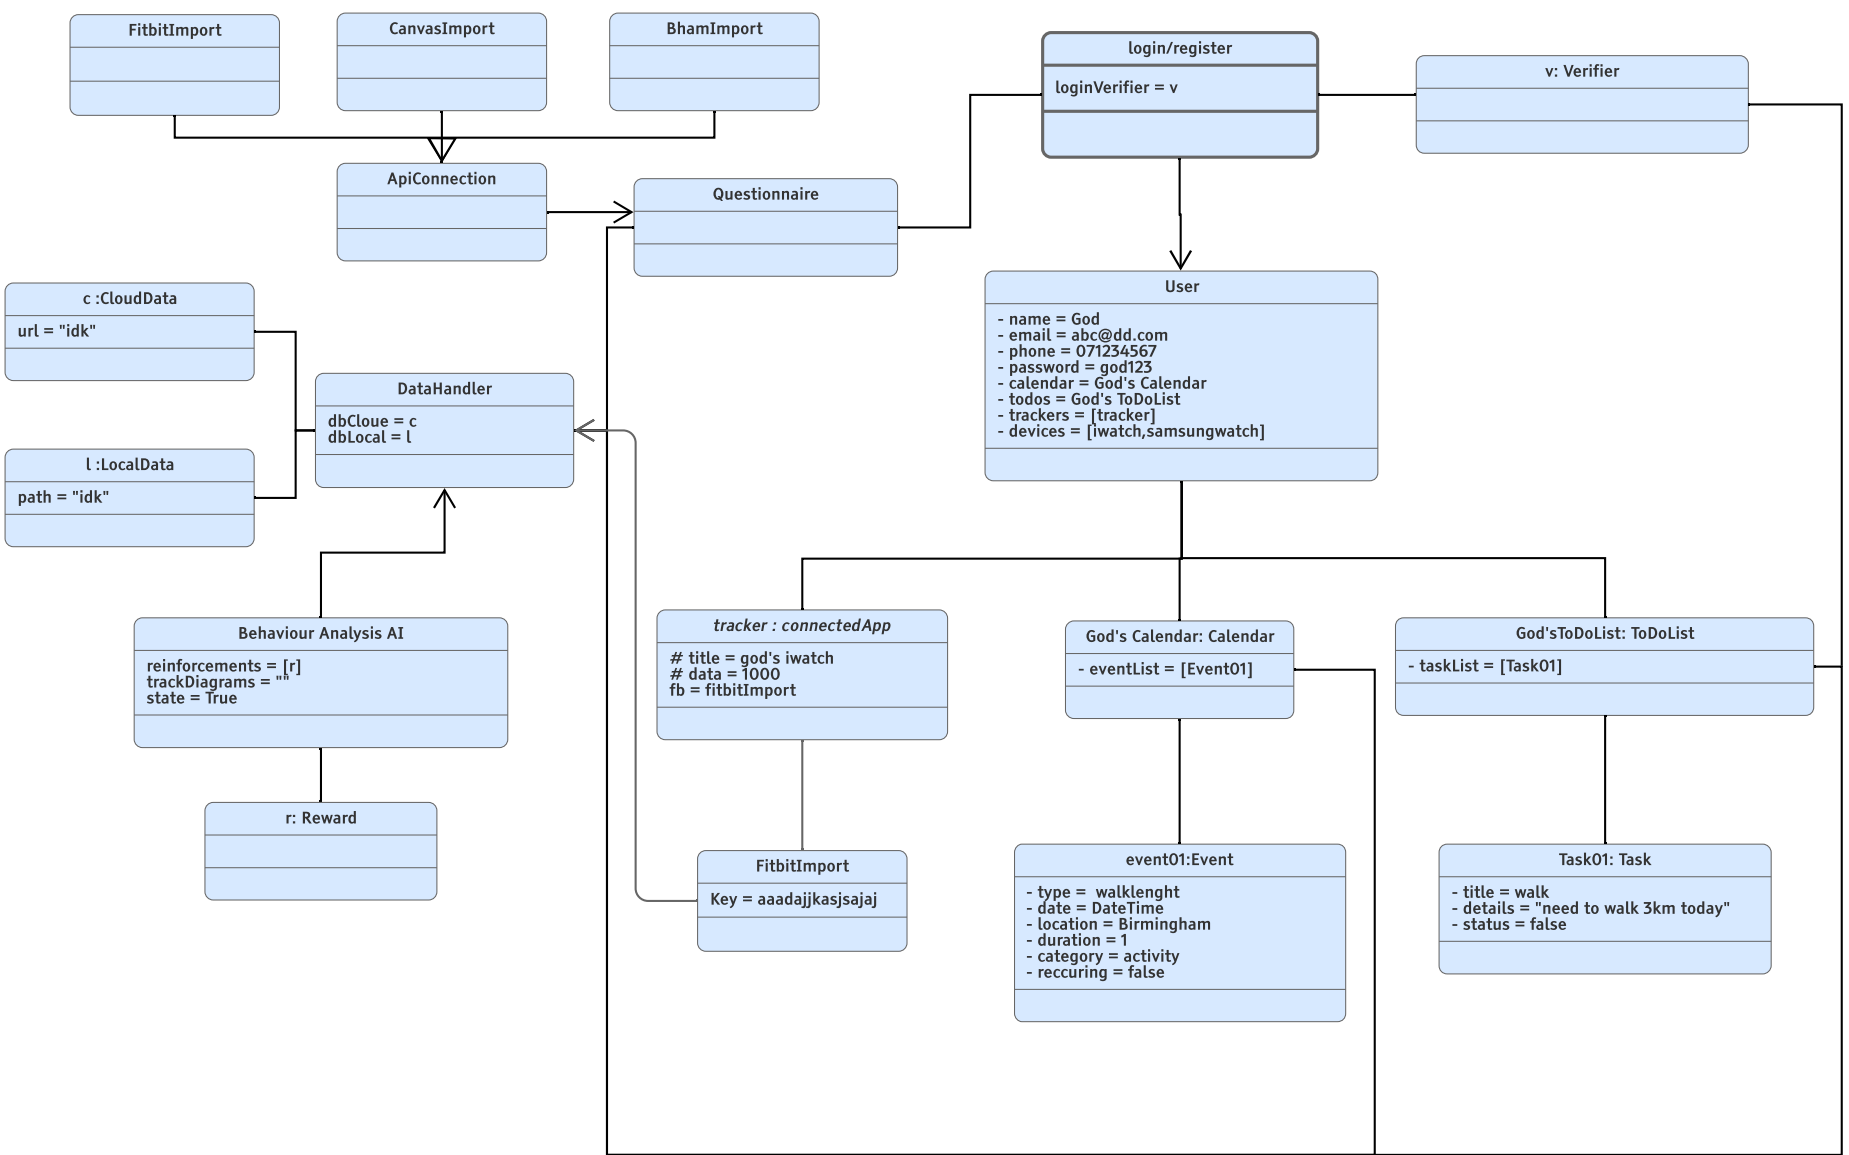 FitbitImport
CanvasImport
BhamImport
login/register
loginVerifier = v
v: Verifier
ApiConnection
Questionnaire
User
- name = God
- email = abc@dd.com
- phone = 071234567
- password = god123
- calendar = God's Calendar
- todos = God's ToDoList
- trackers = [tracker]
- devices = [iwatch,samsungwatch]
c :CloudData
url = "idk"
DataHandler
dbCloue = c
dbLocal = l
l :LocalData
path = "idk"
Behaviour Analysis AI
reinforcements = [r]
trackDiagrams = ""
state = True
tracker : connectedApp
# title = god's iwatch
# data = 1000
fb = fitbitImport
God's Calendar: Calendar
- eventList = [Event01]
God'sToDoList: ToDoList
- taskList = [Task01]
r: Reward
FitbitImport
Key = aaadajjkasjsajaj
event01:Event
- type =  walklenght
- date = DateTime
- location = Birmingham
- duration = 1
- category = activity
- reccuring = false
Task01: Task
- title = walk
- details = "need to walk 3km today"
- status = false